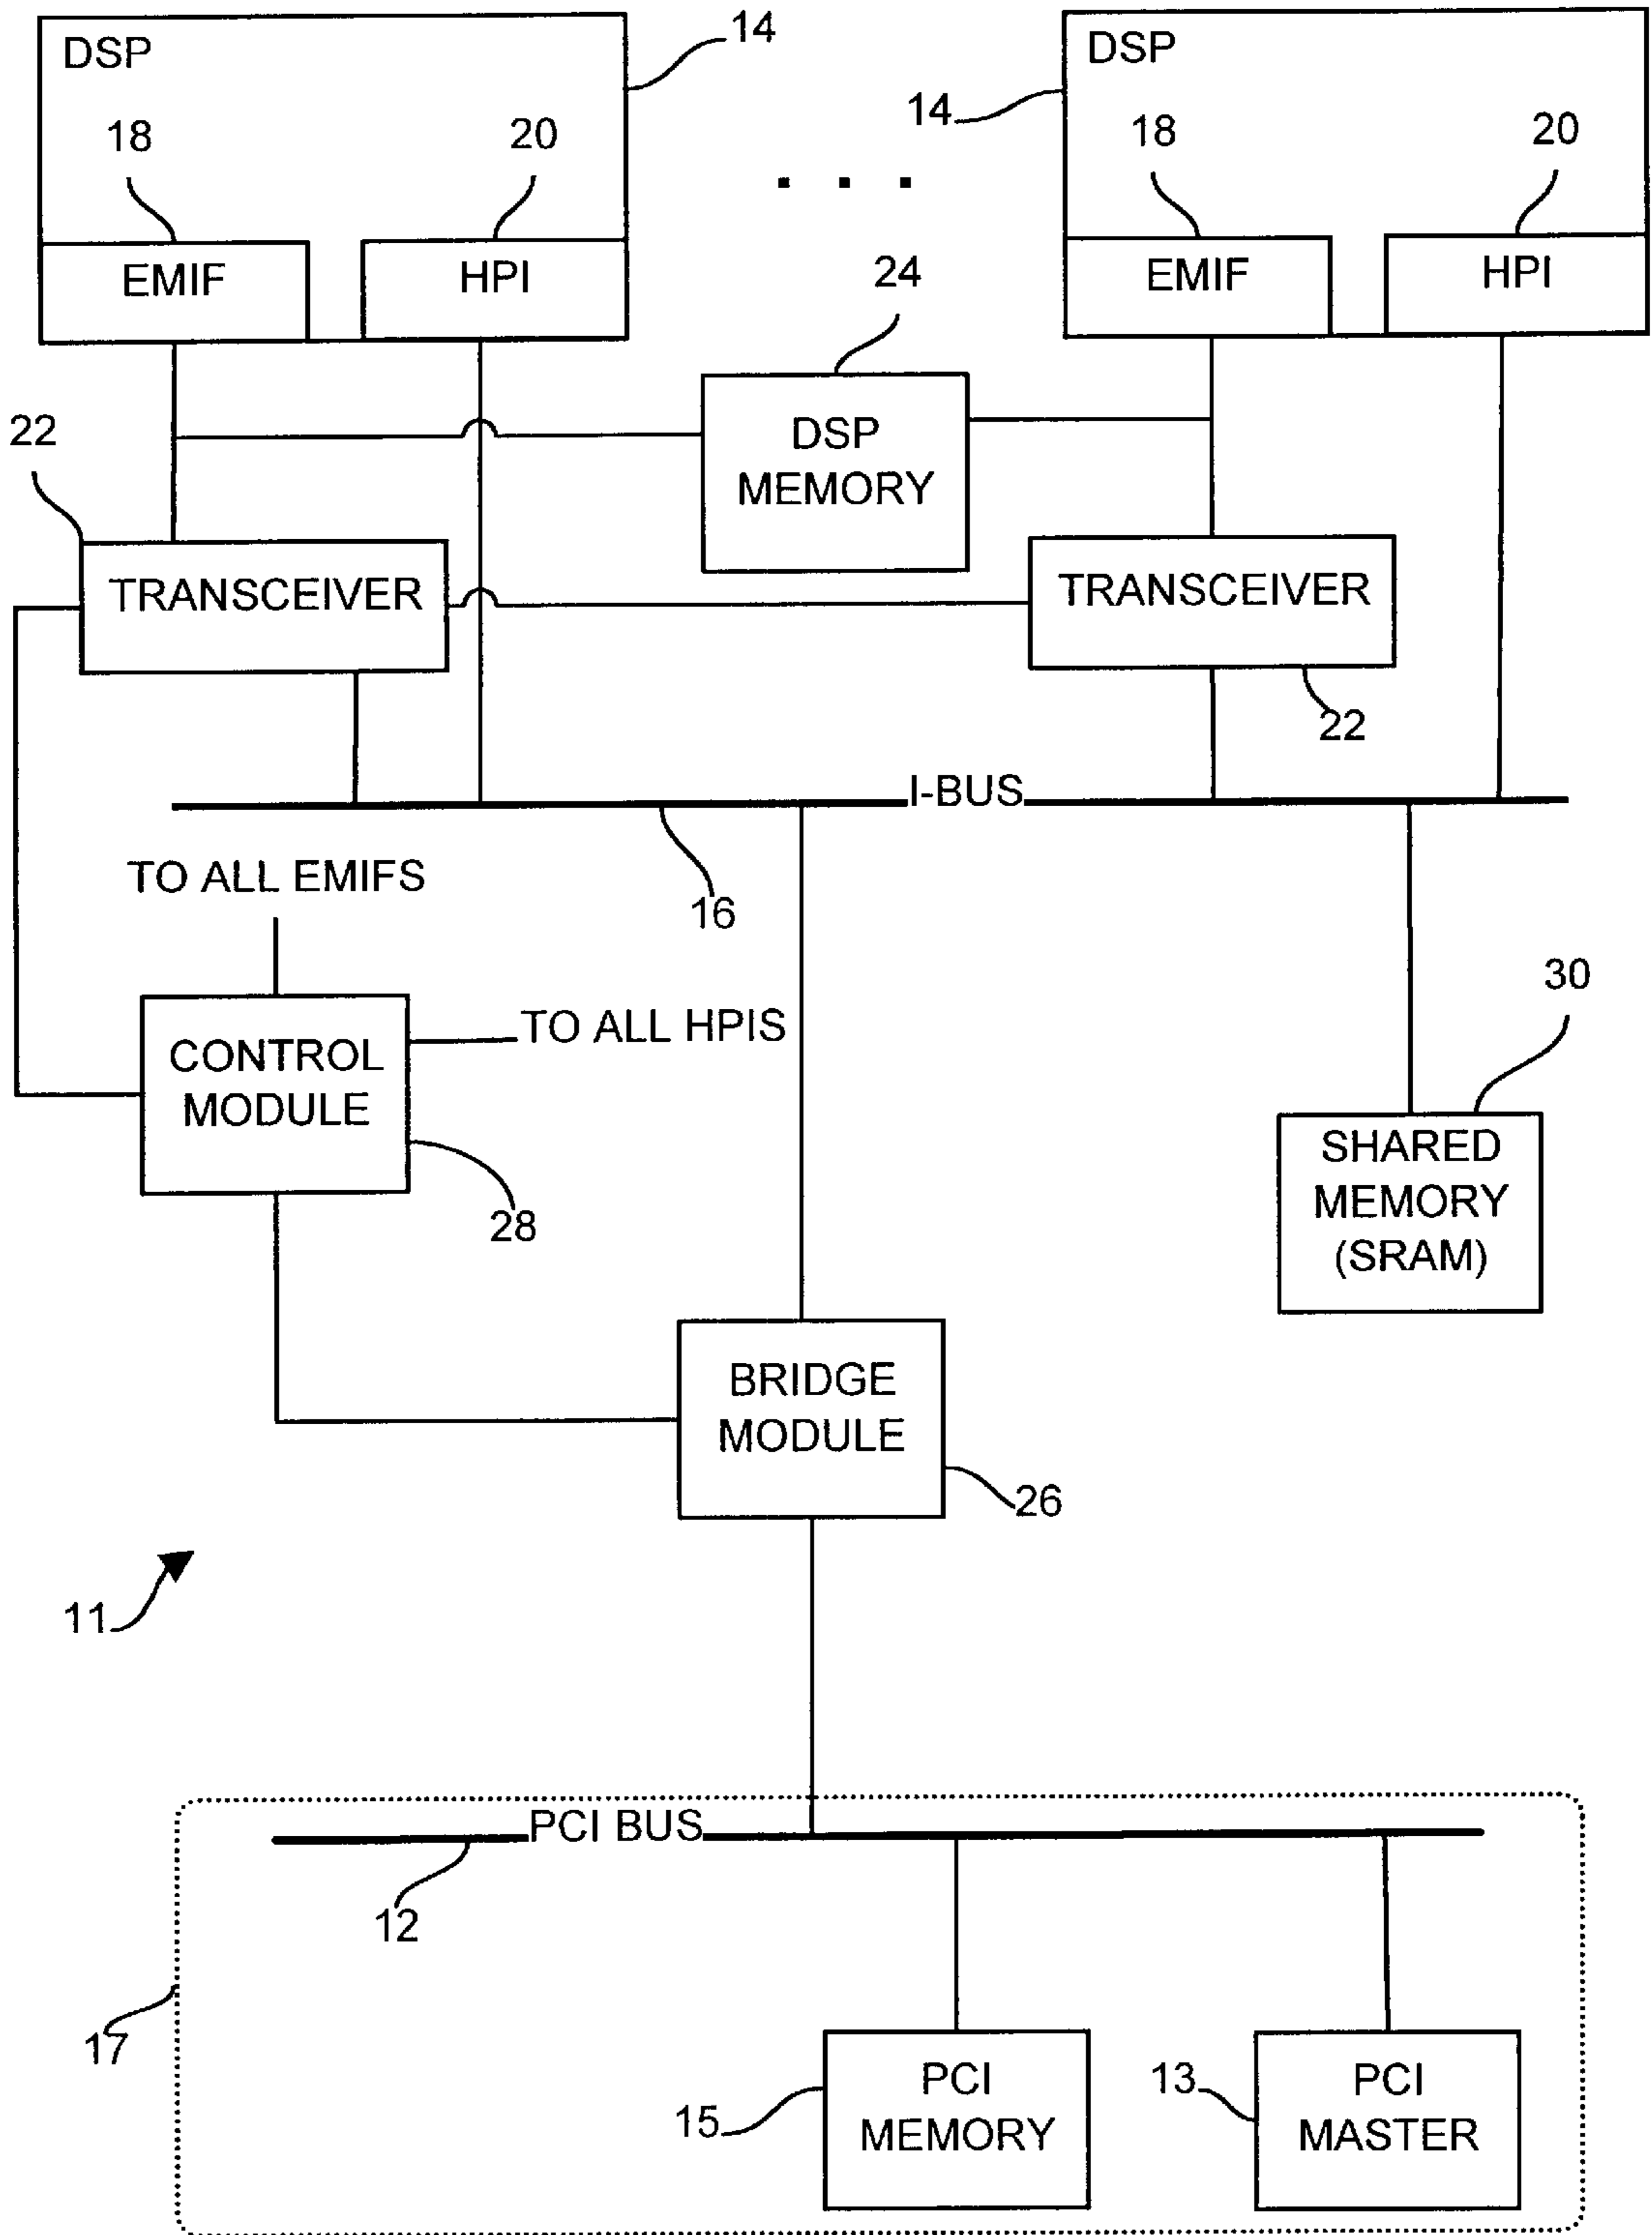 DSP
14
18
20
EMIF
HPI
. . .
DSP
14
18
20
EMIF
HPI
24
DSP
MEMORY
22
TRANSCEIVER
TRANSCEIVER
22
I-BUS
16
TO ALL EMIFS
TO ALL HPIS
CONTROL
MODULE
28
30
SHARED
MEMORY
(SRAM)
BRIDGE
MODULE
26
11
PCI BUS
12
17
15
PCI
MEMORY
13
PCI
MASTER